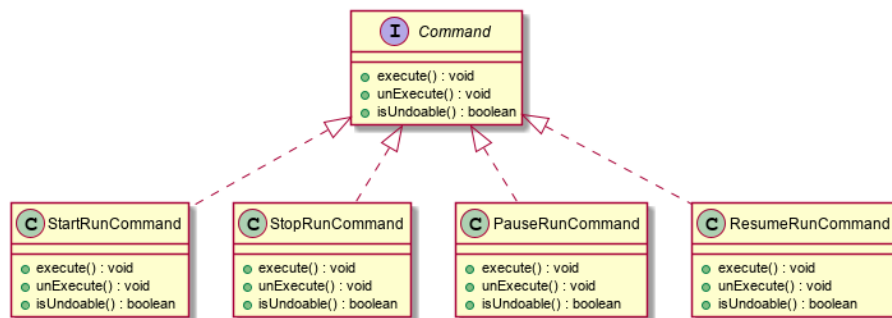 I Command
execute() : void
unExecute() : void
isUndoable() : boolean
C StartRunCommand
execute() : void
unExecute() : void
isUndoable() : boolean
C StopRunCommand
execute() : void
unExecute() : void
isUndoable() : boolean
C PauseRunCommand
execute() : void
unExecute() : void
isUndoable() : boolean
C ResumeRunCommand
execute() : void
unExecute() : void
isUndoable() : boolean